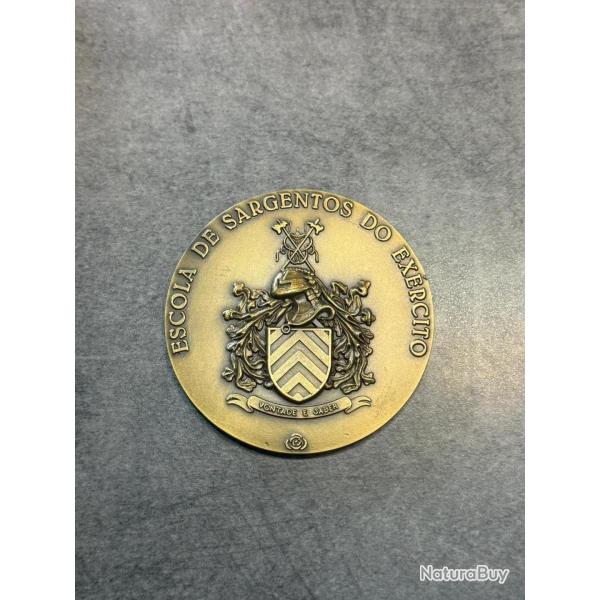 ESCOLA DE SARGENTOS DO EXÉRCITO
VONTADE E SABER
NaturaBuy